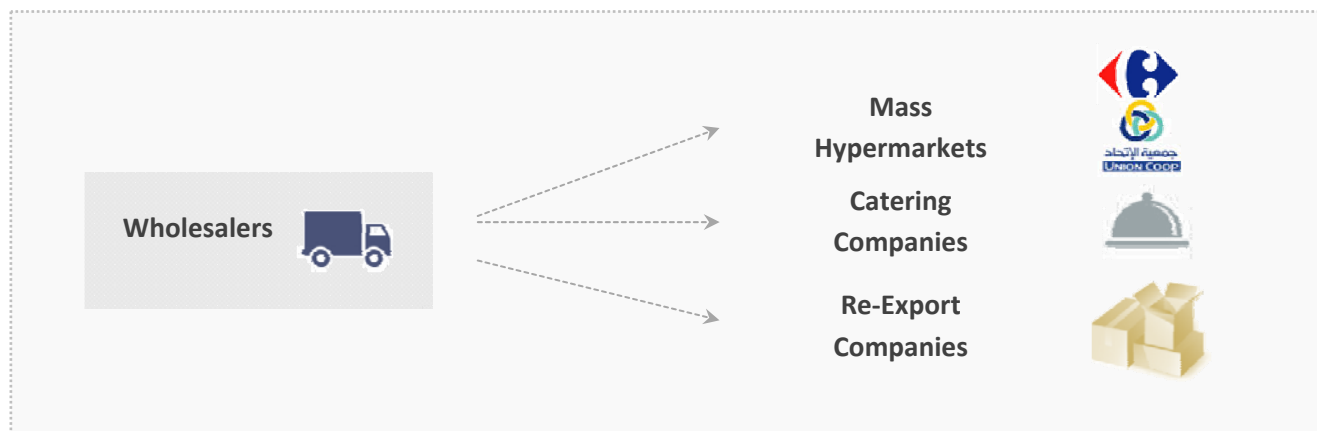 Mass
Hypermarkets
جمعية الإتحاد
UNION COOP
Wholesalers
Catering
Companies
Re-Export
Companies